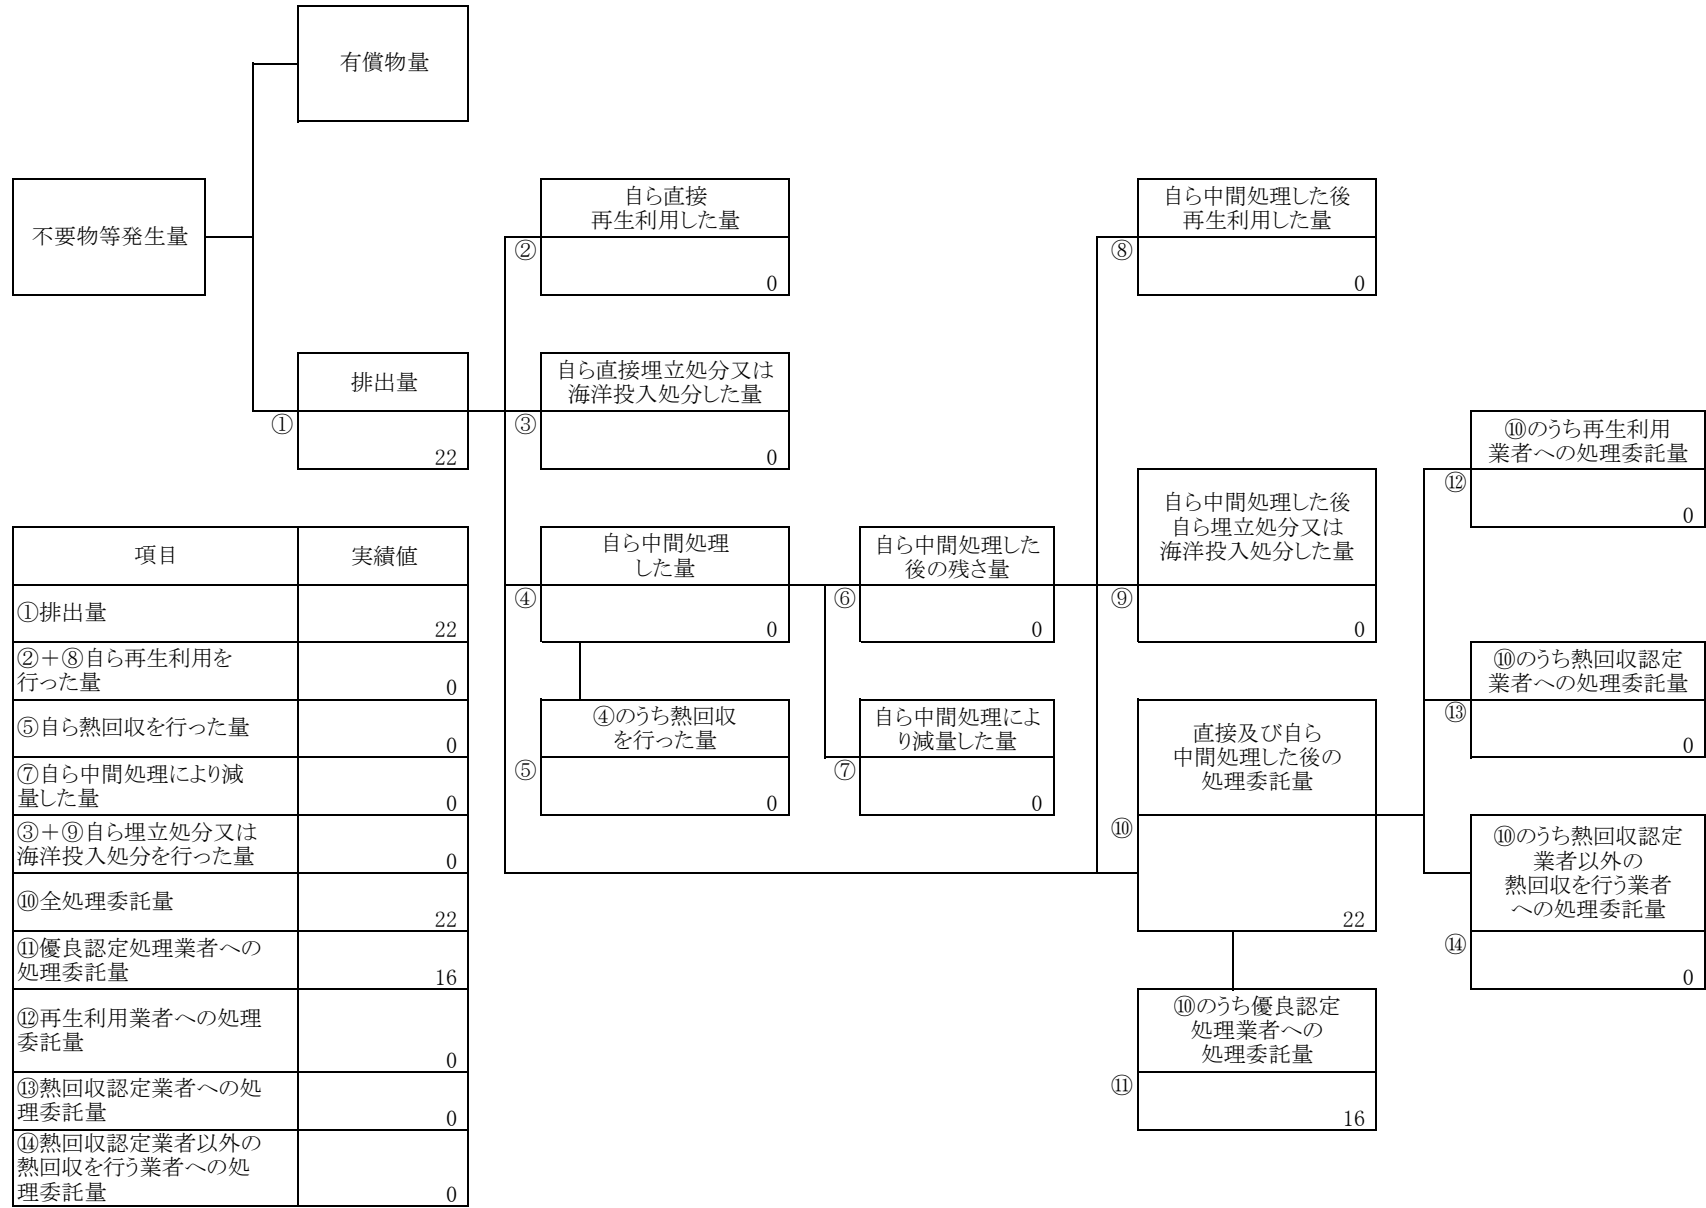 有償物量
不要物等発生量
自ら直接
再生利用した量
②
0
自ら中間処理した後
再生利用した量
⑧
0
排出量
①
22
自ら直接埋立処分又は
海洋投入処分した量
③
0
⑩のうち再生利用
業者への処理委託量
⑫
0
自ら中間処理した後
自ら埋立処分又は
海洋投入処分した量
⑨
0
自ら中間処理
した量
④
0
自ら中間処理した
後の残さ量
⑥
0
⑩のうち熱回収認定
業者への処理委託量
⑬
0
④のうち熱回収
を行った量
⑤
0
自ら中間処理によ
り減量した量
⑦
0
直接及び自ら
中間処理した後の
処理委託量
⑩
22
⑩のうち熱回収認定
業者以外の
熱回収を行う業者
への処理委託量
⑭
0
⑩のうち優良認定
処理業者への
処理委託量
⑪
16
項目 実績値
①排出量
22
②+⑧自ら再生利用を
行った量
0
⑤自ら熱回収を行った量
0
⑦自ら中間処理により減
量した量
0
③+⑨自ら埋立処分又は
海洋投入処分を行った量
0
⑩全処理委託量
22
⑪優良認定処理業者への
処理委託量
16
⑫再生利用業者への処理
委託量
0
⑬熱回収認定業者への処
理委託量
0
⑭熱回収認定業者以外の
熱回収を行う業者への処
理委託量
0